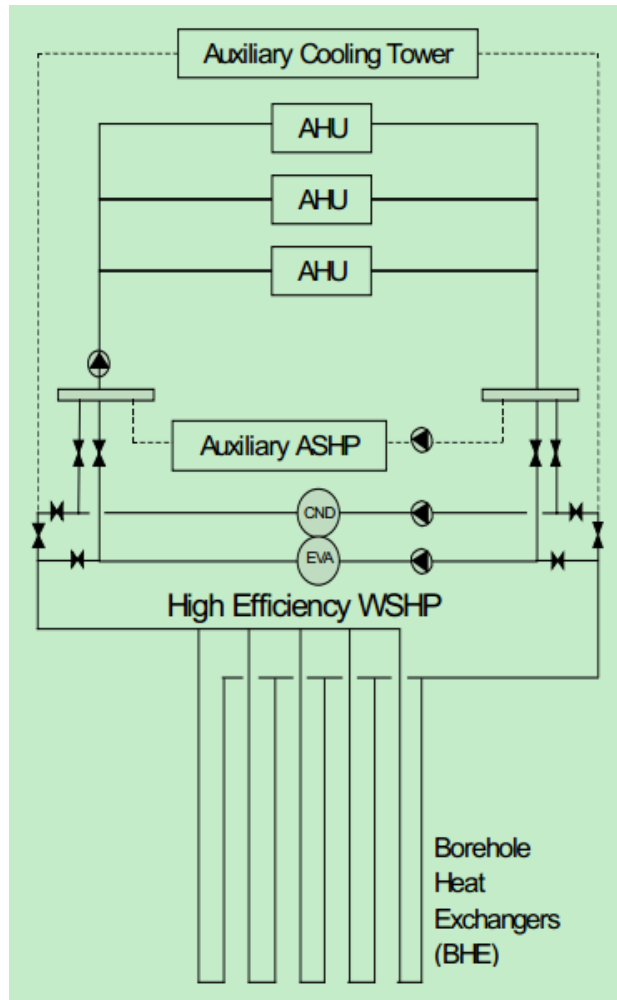 Auxiliary Cooling Tower
AHU
AHU
AHU
Auxiliary ASHP
CND
EVA
High Efficiency WSHP
Borehole
Heat
Exchangers
(BHE)